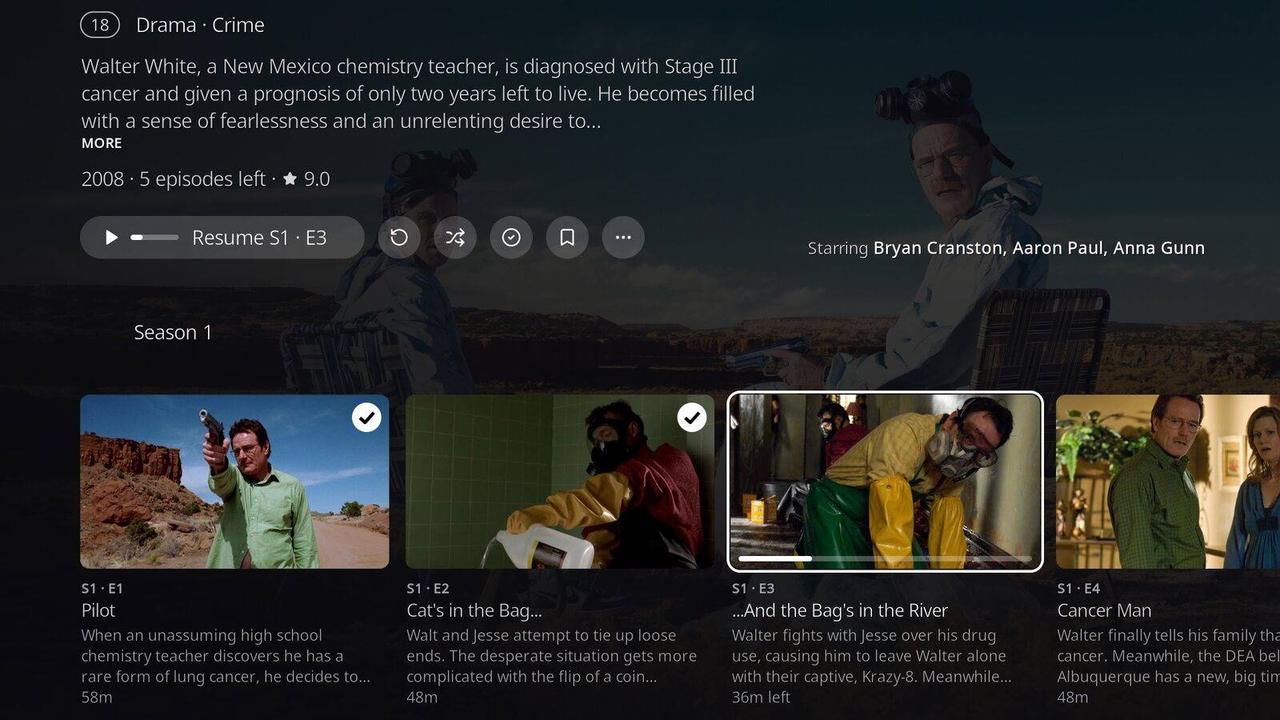 18 Drama · Crime
Walter White, a New Mexico chemistry teacher, is diagnosed with Stage III
cancer and given a prognosis of only two years left to live. He becomes filled
with a sense of fearlessness and an unrelenting desire to...
MORE
2008 · 5 episodes left · ★ 9.0
Resume S1 · E3
Starring Bryan Cranston, Aaron Paul, Anna Gunn
Season 1
S1 · E1
Pilot
When an unassuming high school
chemistry teacher discovers he has a
rare form of lung cancer, he decides to...
58m
S1 · E2
Cat's in the Bag...
Walt and Jesse attempt to tie up loose
ends. The desperate situation gets more
complicated with the flip of a coin...
48m
S1 · E3
...And the Bag's in the River
Walter fights with Jesse over his drug
use, causing him to leave Walter alone
with their captive, Krazy-8. Meanwhile...
36m left
S1 · E4
Cancer Man
Walter finally tells his family tha
cancer. Meanwhile, the DEA bel
Albuquerque has a new, big tim
48m